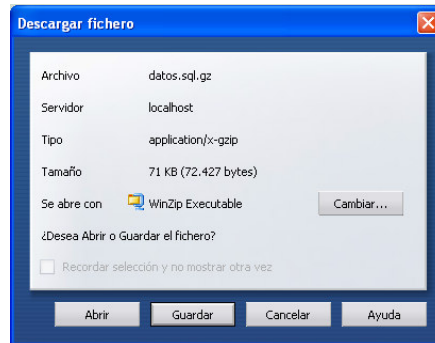 Descargar fichero
Archivo datos.sql.gz
Servidor localhost
Tipo application/x-gzip
Tamaño 71 KB (72.427 bytes)
Se abre con WinZip Executable Cambiar...
¿Desea Abrir o Guardar el fichero?
Recordar selección y no mostrar otra vez
Abrir Guardar Cancelar Ayuda